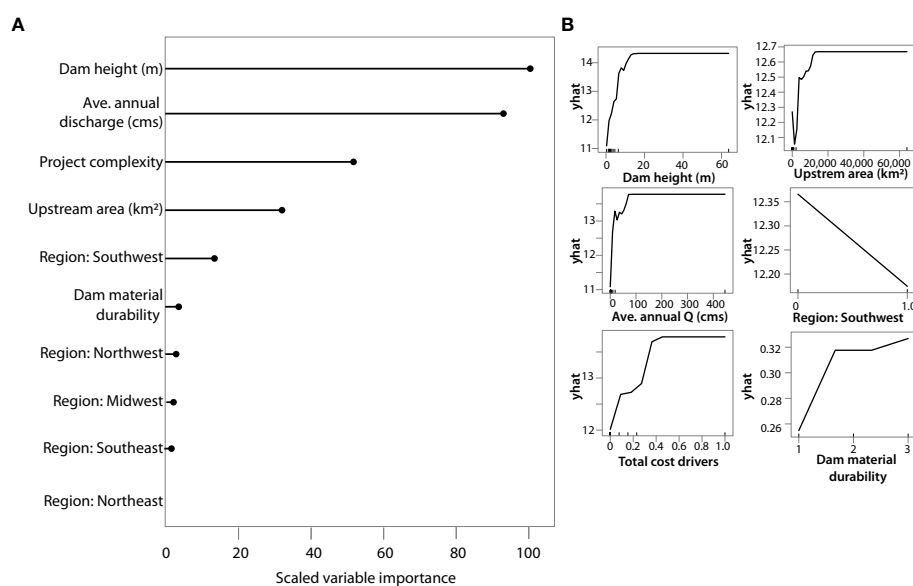 A
Dam height (m)
Ave. annual
discharge (cms)
Project complexity
Upstream area (km²)
Region: Southwest
Dam material
durability
Region: Northwest
Region: Midwest
Region: Southeast
Region: Northeast
0 20 40 60 80 100
Scaled variable importance
B
yhat
14
13
12
11
0 20 40 60
Dam height (m)
yhat
12.7
12.6
12.5
12.4
12.3
12.2
12.1
0 20,000 40,000 60,000
Upstrem area (km²)
yhat
13
12
11
0 100 200 300 400
Ave. annual Q (cms)
yhat
12.35
12.30
12.25
12.20
0 1.0
Region: Southwest
yhat
13
12
0 0.2 0.4 0.6 0.8 1.0
Total cost drivers
yhat
0.32
0.30
0.28
0.26
1 2 3
Dam material
durability